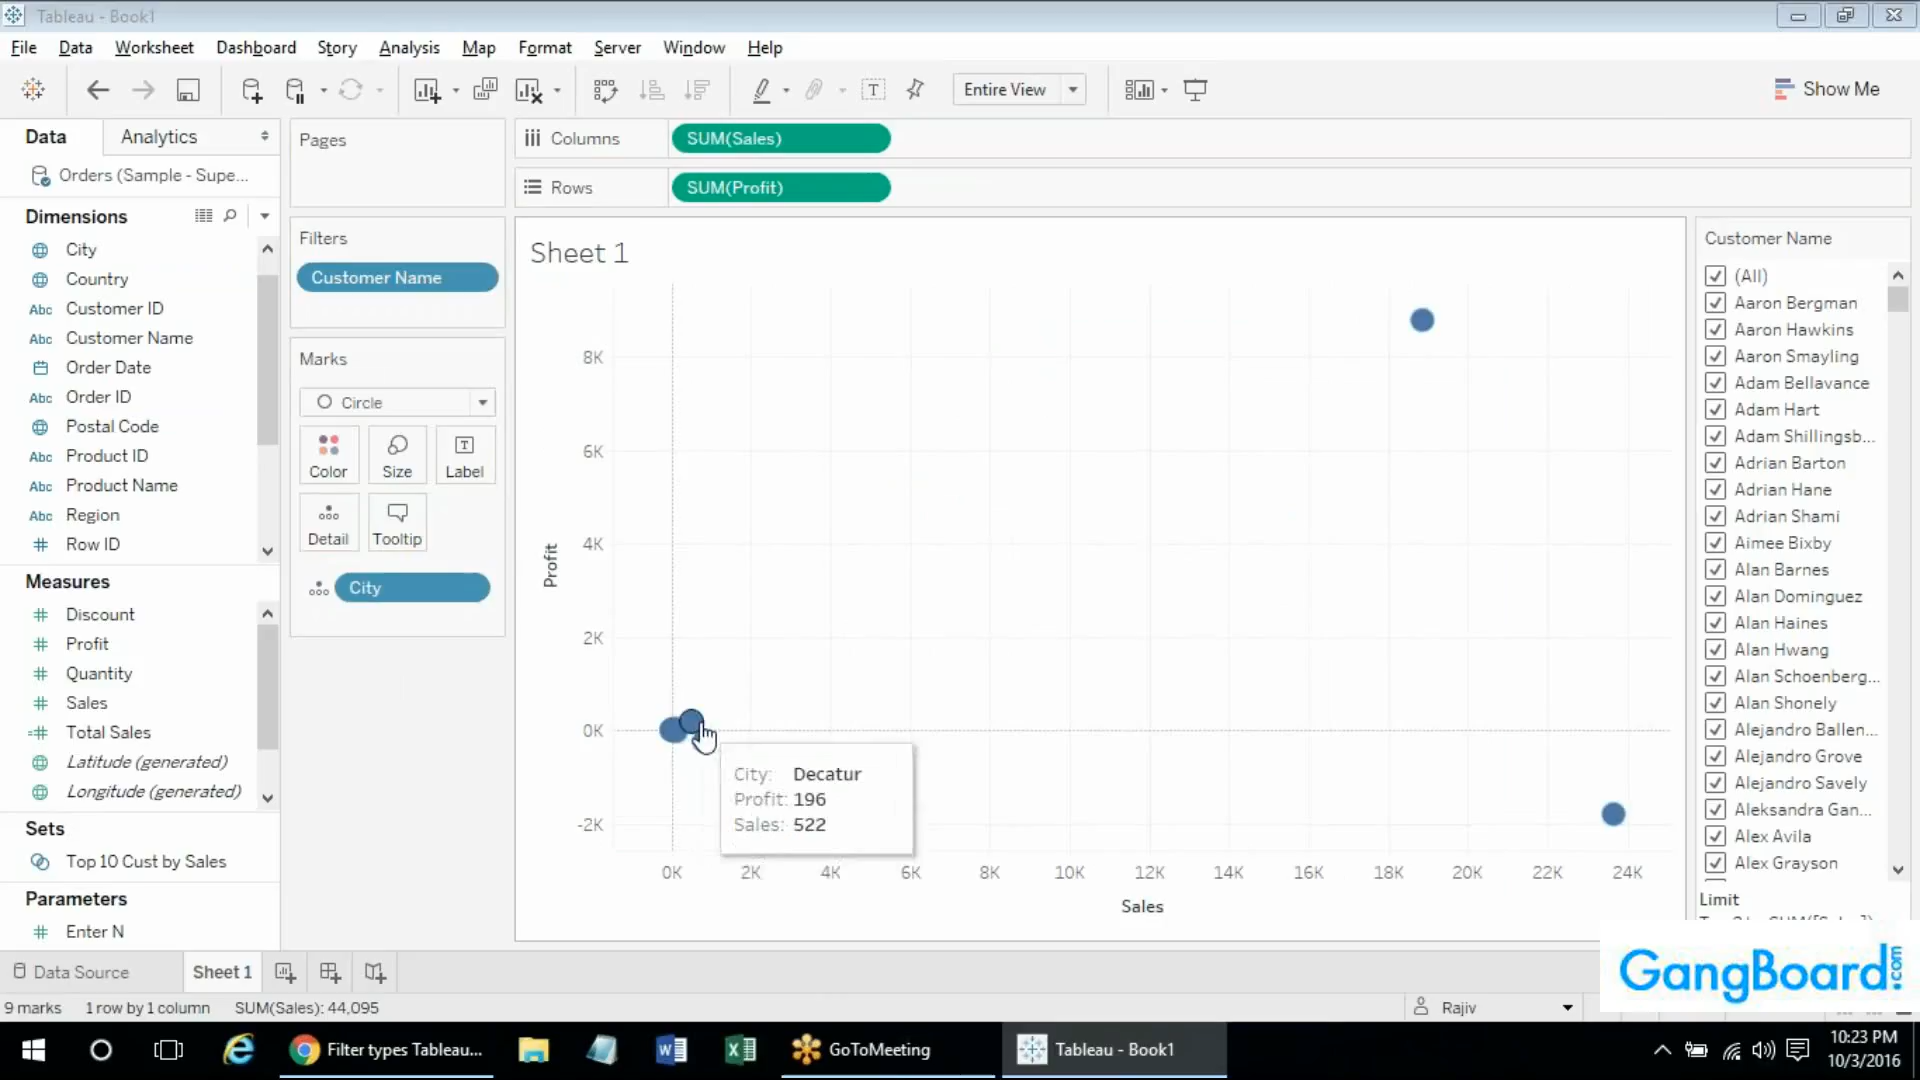 Tableau - Book1
File Data Worksheet Dashboard Story Analysis Map Format Server Window Help
Entire View
Show Me
Data Analytics
Orders (Sample - Supe...
Dimensions
City
Country
Abc Customer ID
Abc Customer Name
Order Date
Abc Order ID
Postal Code
Abc Product ID
Abc Product Name
Abc Region
Row ID
Measures
Discount
Profit
Quantity
Sales
Total Sales
Latitude (generated)
Longitude (generated)
Sets
Top 10 Cust by Sales
Parameters
Enter N
Pages
Filters
Customer Name
Marks
Circle
Color Size Label
Detail Tooltip
City
Columns SUM(Sales)
Rows SUM(Profit)
Sheet 1
8K
6K
4K
2K
0K
-2K
Profit
0K 2K 4K 6K 8K 10K 12K 14K 16K 18K 20K 22K 24K
Sales
City: Decatur
Profit: 196
Sales: 522
Customer Name
(All)
Aaron Bergman
Aaron Hawkins
Aaron Smayling
Adam Bellavance
Adam Hart
Adam Shillingsb...
Adrian Barton
Adrian Hane
Adrian Shami
Aimee Bixby
Alan Barnes
Alan Dominguez
Alan Haines
Alan Hwang
Alan Schoenberg...
Alan Shonely
Alejandro Ballen...
Alejandro Grove
Alejandro Savely
Aleksandra Gan...
Alex Avila
Alex Grayson
Limit
GangBoard.com
Data Source Sheet 1
9 marks 1 row by 1 column SUM(Sales): 44,095
Rajiv
Filter types Tableau...
GoToMeeting
Tableau - Book1
10:23 PM
10/3/2016